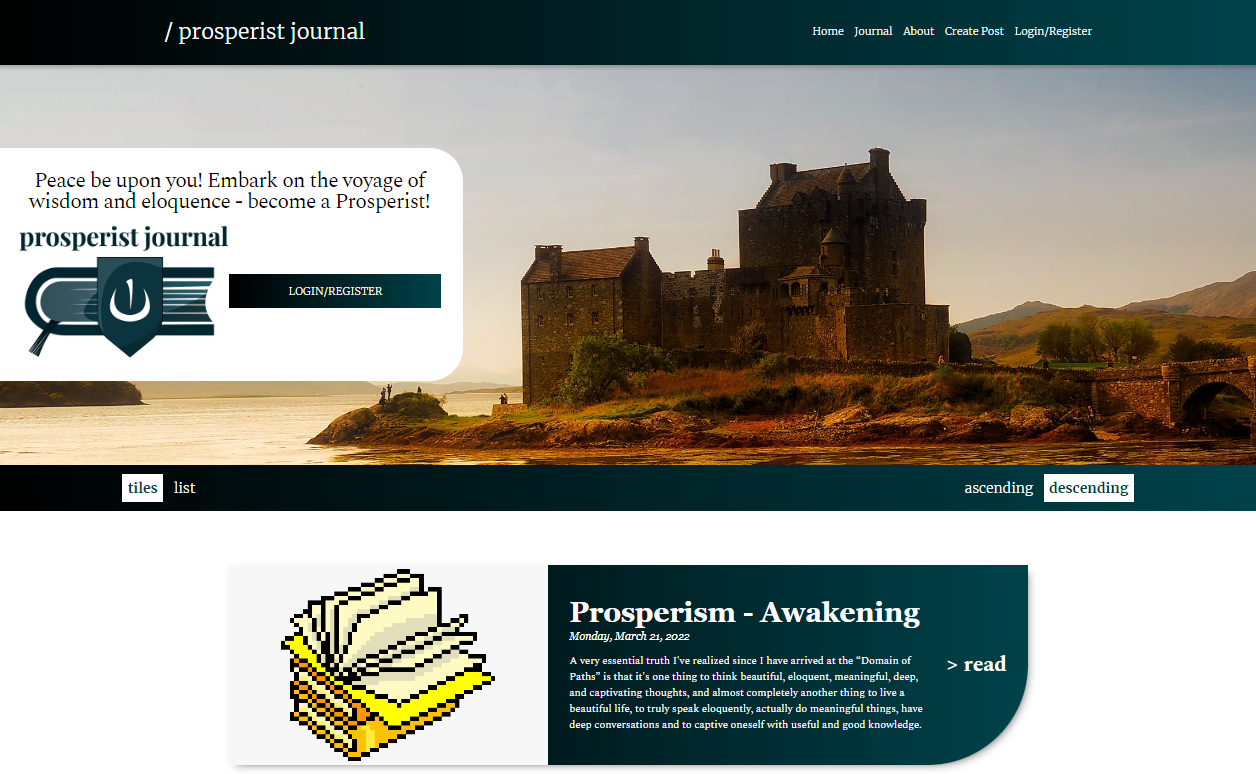 / prosperist journal
Home Journal About Create Post Login/Register
Peace be upon you! Embark on the voyage of
wisdom and eloquence - become a Prosperist!
prosperist journal
LOGIN/REGISTER
tiles list
ascending descending
Prosperism - Awakening
Monday, March 21, 2022
A very essential truth I've realized since I have arrived at the “Domain of
Paths” is that it's one thing to think beautiful, eloquent, meaningful, deep,
and captivating thoughts, and almost completely another thing to live a
beautiful life, to truly speak eloquently, actually do meaningful things, have
deep conversations and to captive oneself with useful and good knowledge.
> read